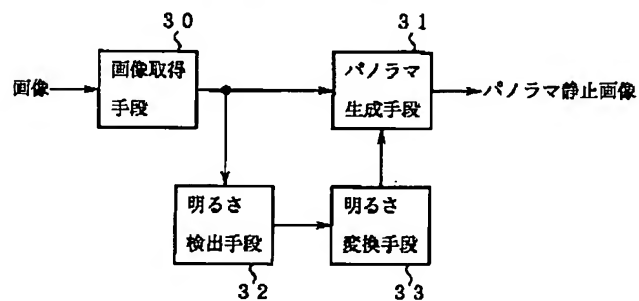 30
画像
画像取得
手段
31
パノラマ
生成手段
パノラマ静止画像
明るさ
検出手段
32
明るさ
変換手段
33